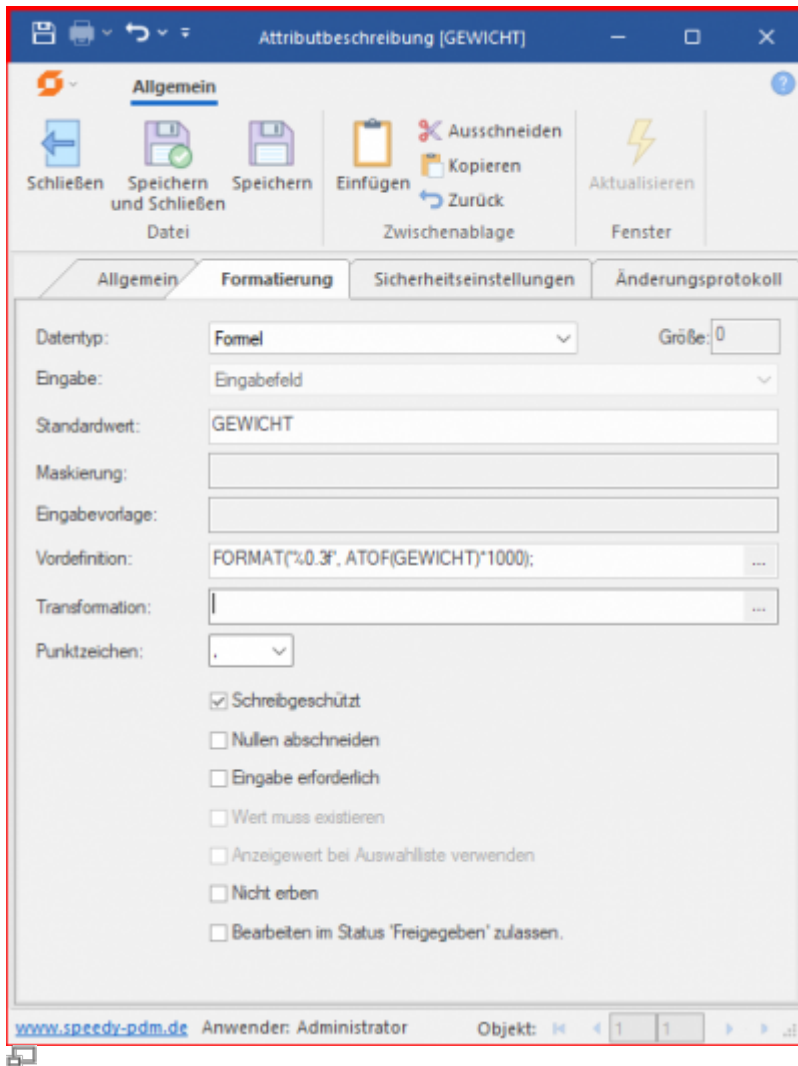 Attributbeschreibung [GEWICHT]
Allgemein
Schließen
Speichern und Schließen
Speichern
Datei
Einfügen
Ausschneiden
Kopieren
Zurück
Zwischenablage
Aktualisieren
Fenster
Allgemein Formatierung Sicherheitseinstellungen Änderungsprotokoll
Datentyp: Formel Größe: 0
Eingabe: Eingabefeld
Standardwert: GEWICHT
Maskierung:
Eingabevorlage:
Vordefinition: FORMAT("%0.3f", ATOF(GEWICHT)*1000); ...
Transformation: ...
Punktzeichen: .
Schreibgeschützt
Nullen abschneiden
Eingabe erforderlich
Wert muss existieren
Anzeigewert bei Auswahlliste verwenden
Nicht erben
Bearbeiten im Status 'Freigegeben' zulassen.
www.speedy-pdm.de Anwender: Administrator Objekt: 1 1